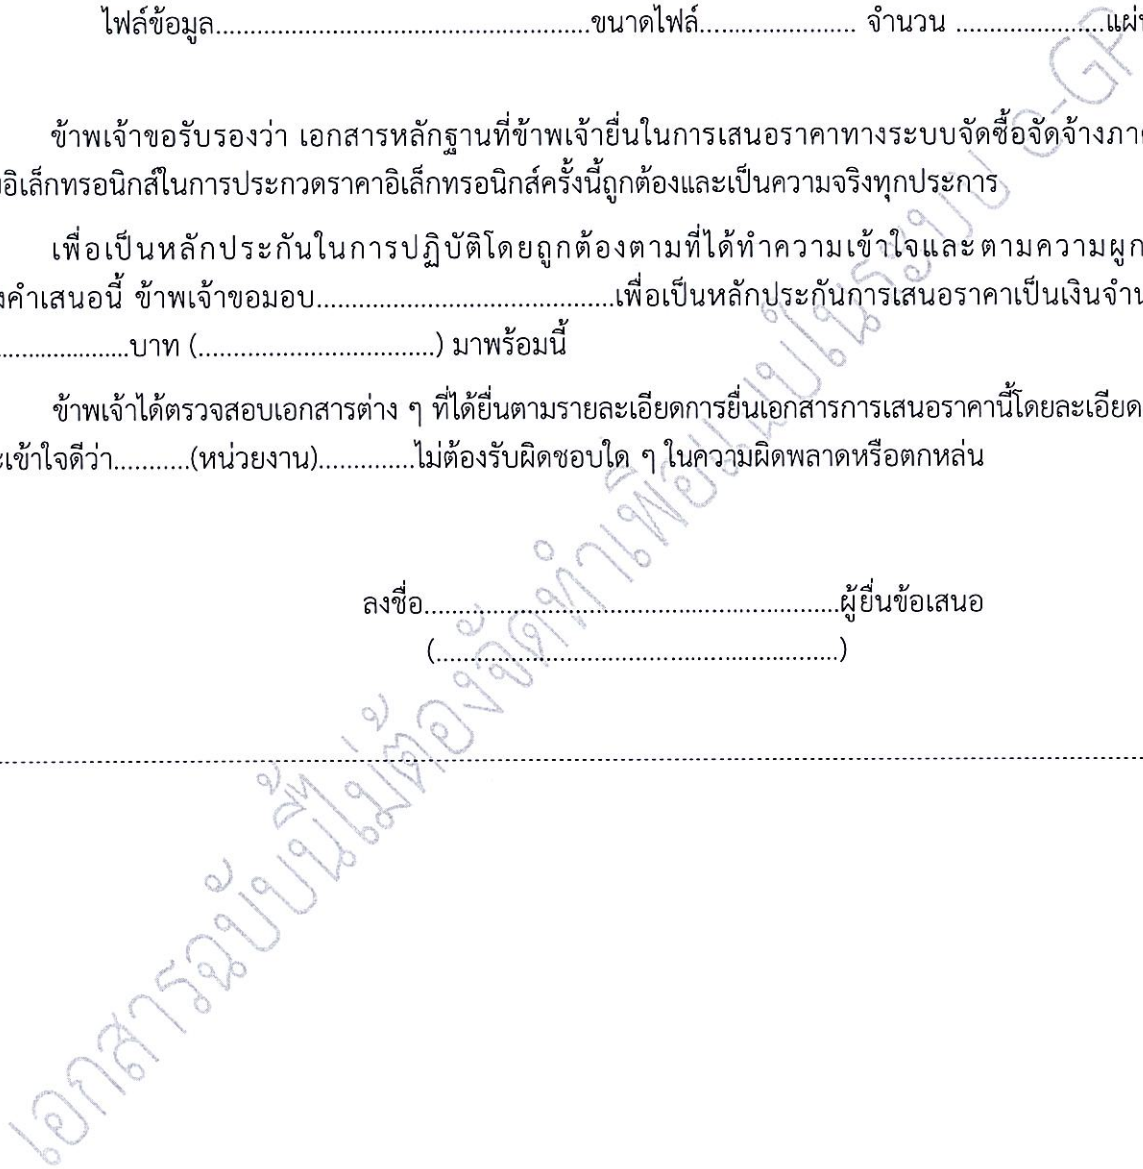 ไฟล์ข้อมูล......................................................ขนาดไฟล์...................... จำนวน .....................แผ่
ข้าพเจ้าขอรับรองว่า เอกสารหลักฐานที่ข้าพเจ้ายื่นในการเสนอราคาทางระบบจัดซื้อจัดจ้างภา
อิเล็กทรอนิกส์ในการประกวดราคาอิเล็กทรอนิกส์ครั้งนี้ถูกต้องและเป็นความจริงทุกประการ
เพื่อเป็นหลักประกันในการปฏิบัติโดยถูกต้องตามที่ได้ทำความเข้าใจและตามความผูก
งคำเสนอนี้ ข้าพเจ้าขอมอบ...........................................เพื่อเป็นหลักประกันการเสนอราคาเป็นเงินจำน
.....................บาท (..................................) มาพร้อมนี้
ข้าพเจ้าได้ตรวจสอบเอกสารต่าง ๆ ที่ได้ยื่นตามรายละเอียดการยื่นเอกสารการเสนอราคานี้โดยละเอียด
ะเข้าใจดีว่า...........(หน่วยงาน)..............ไม่ต้องรับผิดชอบใด ๆ ในความผิดพลาดหรือตกหล่น
ลงชื่อ.............................................................ผู้ยื่นข้อเสนอ
(...........................................................)
เอกสารฉบับนี้ไม่ต้องจัดทำเพื่อแนบในระบบ e-GP